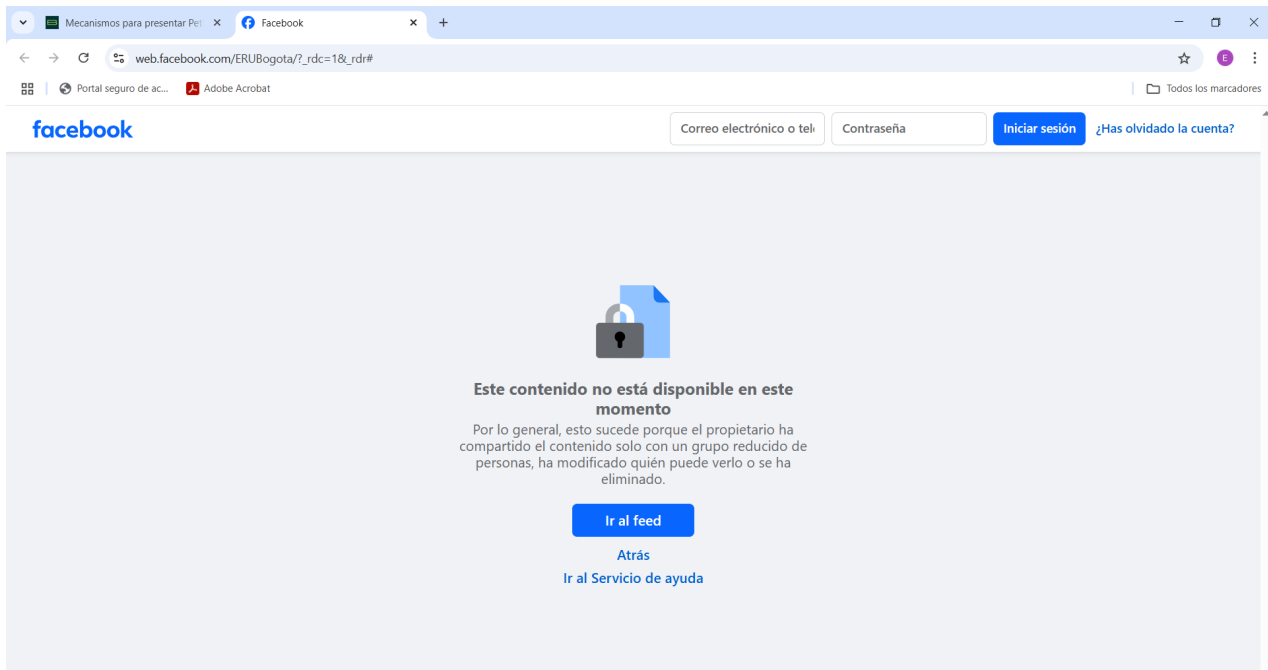 Mecanismos para presentar Pet
Facebook
web.facebook.com/ERUBogota/?_rdc=1&_rdr#
E
Portal seguro de ac...
Adobe Acrobat
Todos los marcadores
facebook
Correo electrónico o tel
Contraseña
Iniciar sesión
¿Has olvidado la cuenta?
Este contenido no está disponible en este
momento
Por lo general, esto sucede porque el propietario ha
compartido el contenido solo con un grupo reducido de
personas, ha modificado quién puede verlo o se ha
eliminado.
Ir al feed
Atrás
Ir al Servicio de ayuda